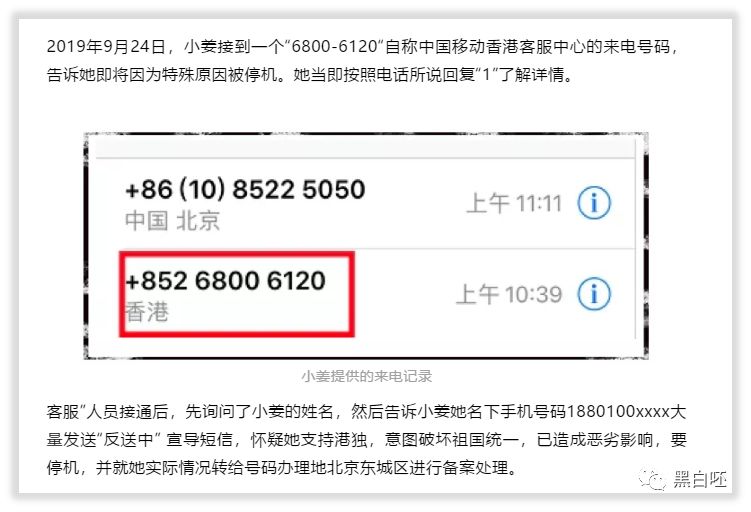 2019年9月24日，小姜接到一个“6800-6120“自称中国移动香港客服中心的来电号码，
告诉她即将因为特殊原因被停机。她当即按照电话所说回复“1”了解详情。
+86 (10) 8522 5050
中国 北京
上午 11:11
+852 6800 6120
香港
上午 10:39
小姜提供的来电记录
客服“人员接通后，先询问了小姜的姓名，然后告诉小姜她名下手机号码1880100xxxx大
量发送“反送中” 宣导短信，怀疑她支持港独，意图破坏祖国统一，已造成恶劣影响，要
停机，并就她实际情况转给号码办理地北京东城区进行备案处理。
黑白呸